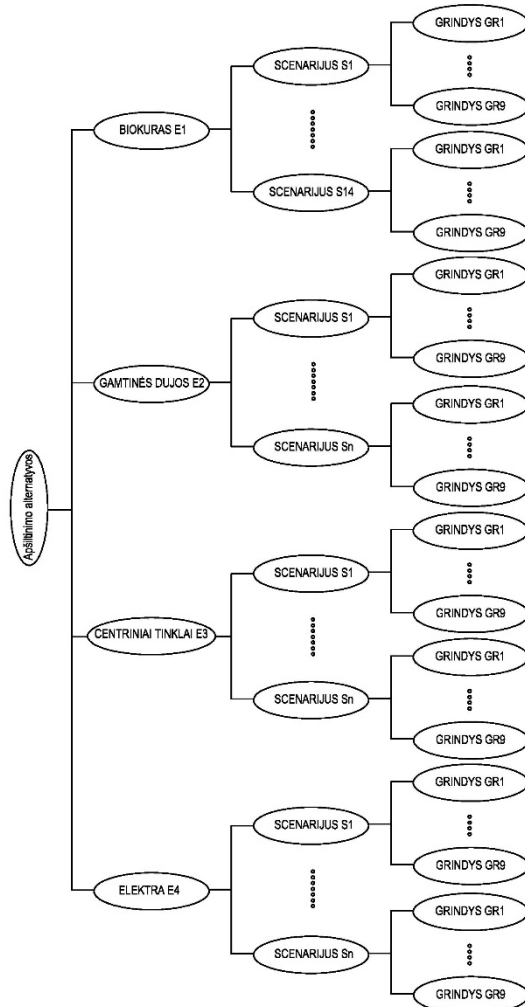 Apšiltinimo alternatyvos
BIOKURAS E1
SCENARIJUS S1
GRINDYS GR1
GRINDYS GR9
SCENARIJUS S14
GRINDYS GR1
GRINDYS GR9
GAMTINĖS DUJOS E2
SCENARIJUS S1
GRINDYS GR1
GRINDYS GR9
SCENARIJUS Sn
GRINDYS GR1
GRINDYS GR9
CENTRINIAI TINKLAI E3
SCENARIJUS S1
GRINDYS GR1
GRINDYS GR9
SCENARIJUS Sn
GRINDYS GR1
GRINDYS GR9
ELEKTRA E4
SCENARIJUS S1
GRINDYS GR1
GRINDYS GR9
SCENARIJUS Sn
GRINDYS GR1
GRINDYS GR9